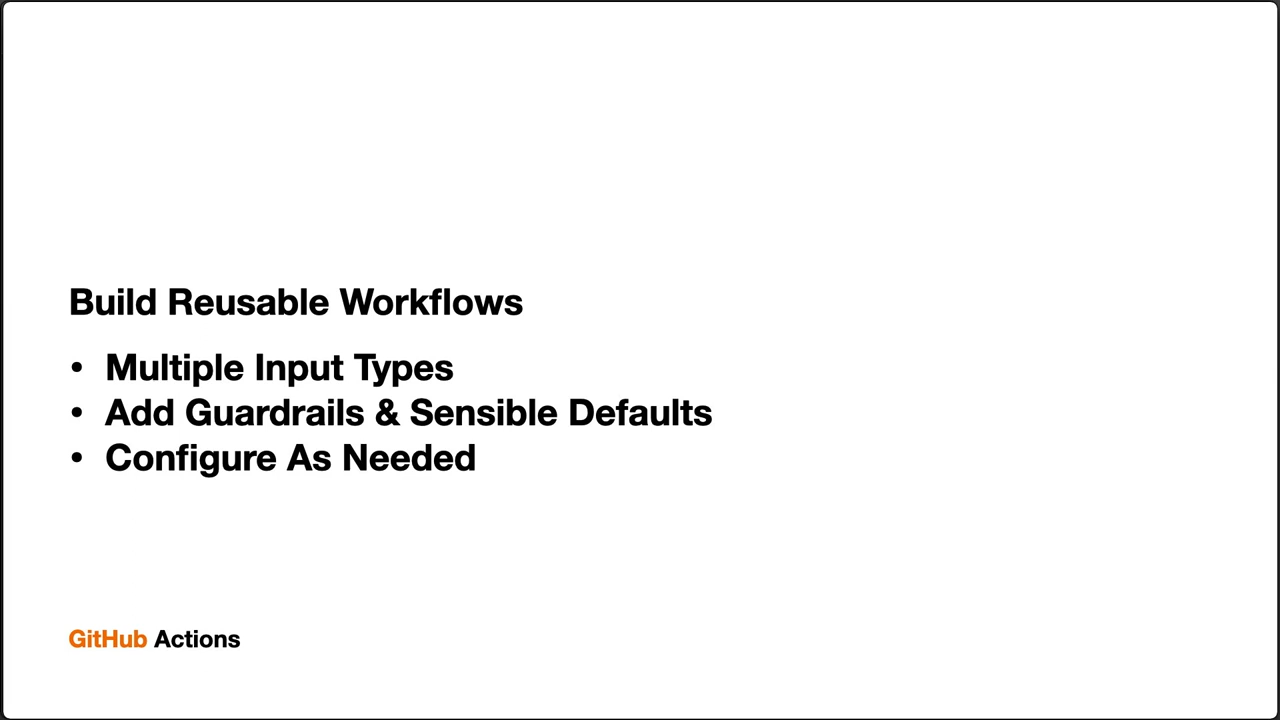 Build Reusable Workflows
• Multiple Input Types
• Add Guardrails & Sensible Defaults
• Configure As Needed
GitHub Actions